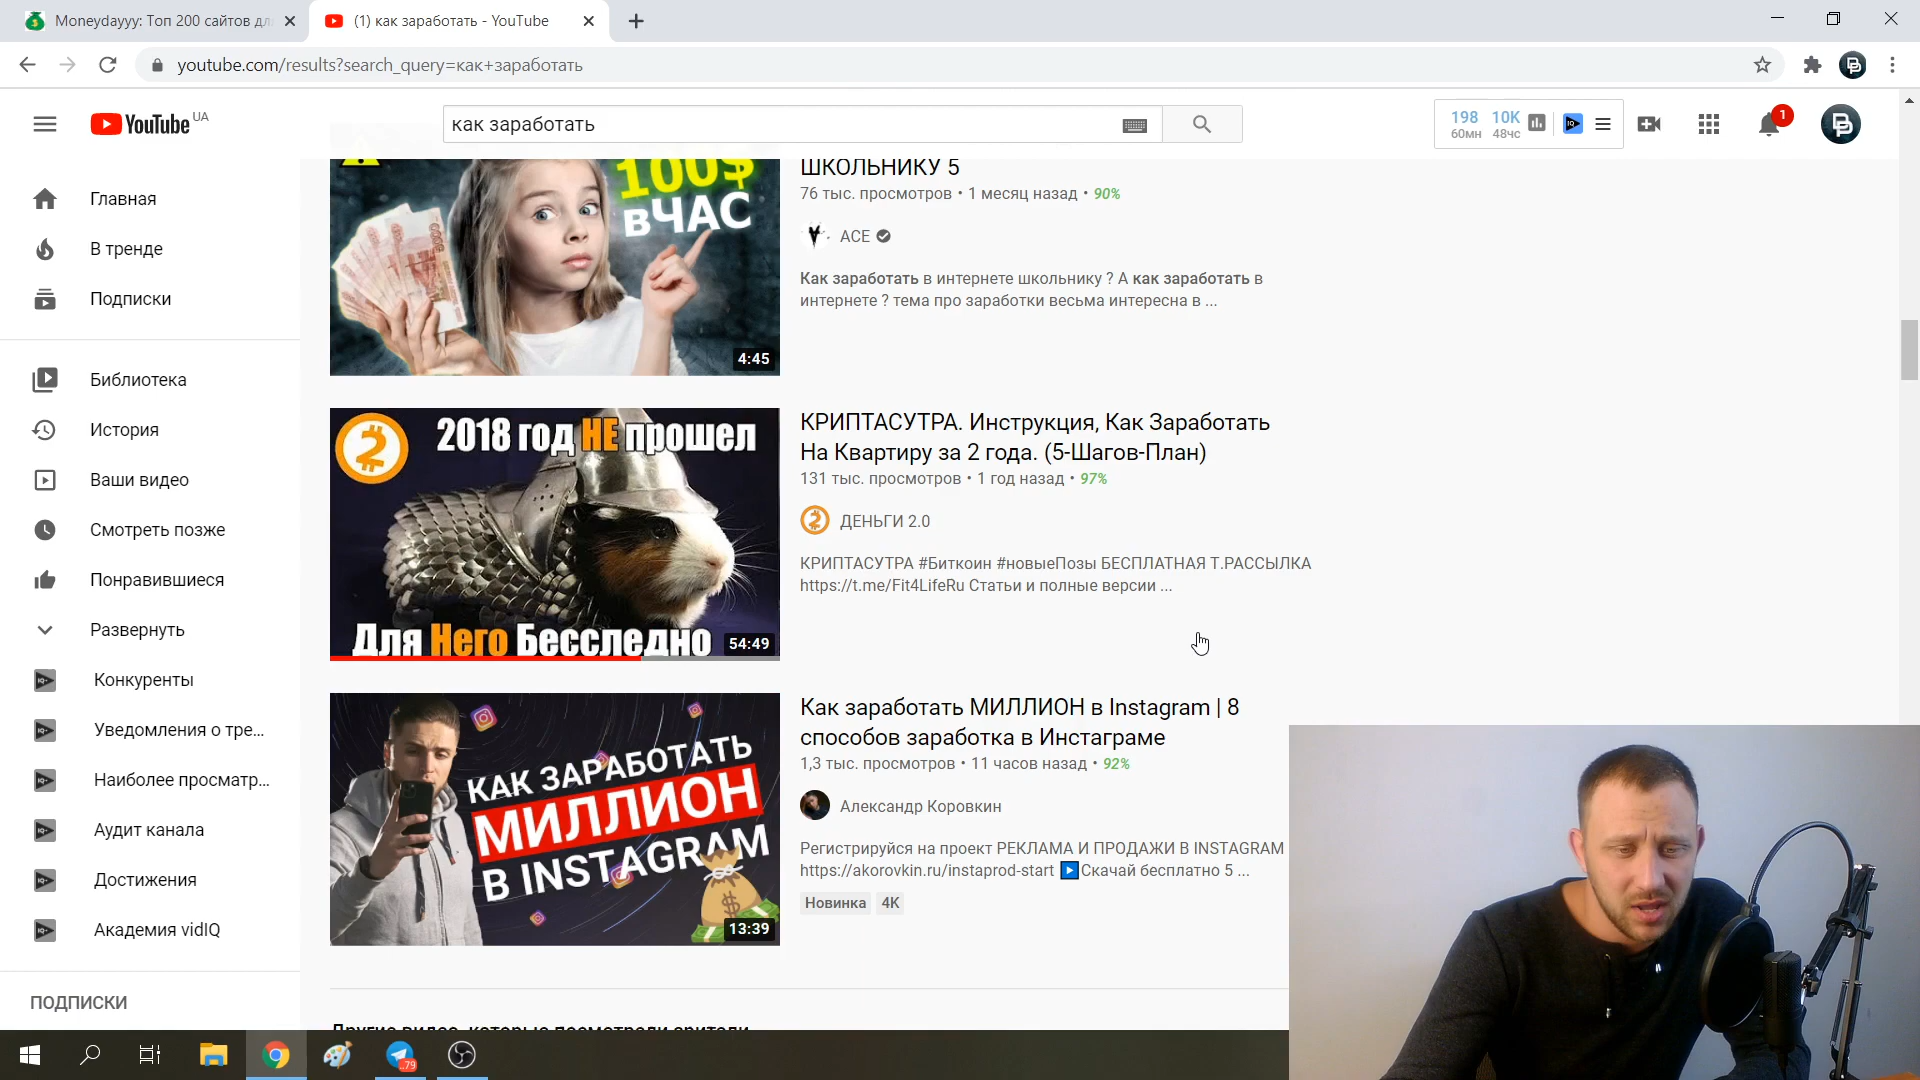 Moneydayyy: Топ 200 сайтов дл
(1) как заработать - YouTube
youtube.com/results?search_query=как+заработать
YouTube UA
как заработать
198 10K
60мн 48чс
1
Главная
В тренде
Подписки
Библиотека
История
Ваши видео
Смотреть позже
Понравившиеся
Развернуть
Конкуренты
Уведомления о тре...
Наиболее просматр...
Аудит канала
Достижения
Академия vidIQ
ПОДПИСКИ
100$
вЧАС
4:45
ШКОЛЬНИКУ 5
76 тыс. просмотров • 1 месяц назад • 90%
ACE
Как заработать в интернете школьнику ? А как заработать в
интернете ? тема про заработки весьма интересна в ...
2018 год НЕ прошел
Для Него Бесследно
54:49
КРИПТАСУТРА. Инструкция, Как Заработать
На Квартиру за 2 года. (5-Шагов-План)
131 тыс. просмотров • 1 год назад • 97%
ДЕНЬГИ 2.0
КРИПТАСУТРА #Биткоин #новыеПозы БЕСПЛАТНАЯ Т.РАССЫЛКА
https://t.me/Fit4LifeRu Статьи и полные версии ...
КАК ЗАРАБОТАТЬ
МИЛЛИОН
В INSTAGRAM
13:39
Как заработать МИЛЛИОН в Instagram | 8
способов заработка в Инстаграме
1,3 тыс. просмотров • 11 часов назад • 92%
Александр Коровкин
Регистрируйся на проект РЕКЛАМА И ПРОДАЖИ В INSTAGRAM
https://akorovkin.ru/instaprod-start ▶Скачай бесплатно 5 ...
Новинка 4K
Другие видео, которые посмотрели зрители
79